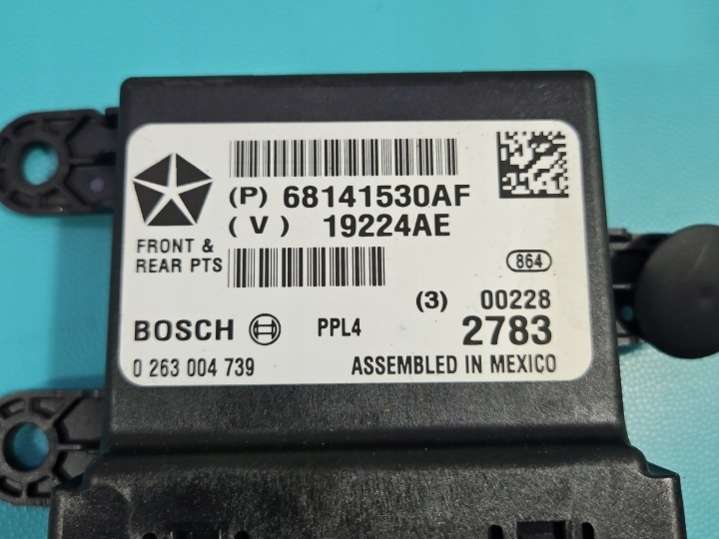 (P) 68141530AF
(V) 19224AE
FRONT &
REAR PTS
864
(3) 00228
BOSCH PPL4 2783
0 263 004 739 ASSEMBLED IN MEXICO